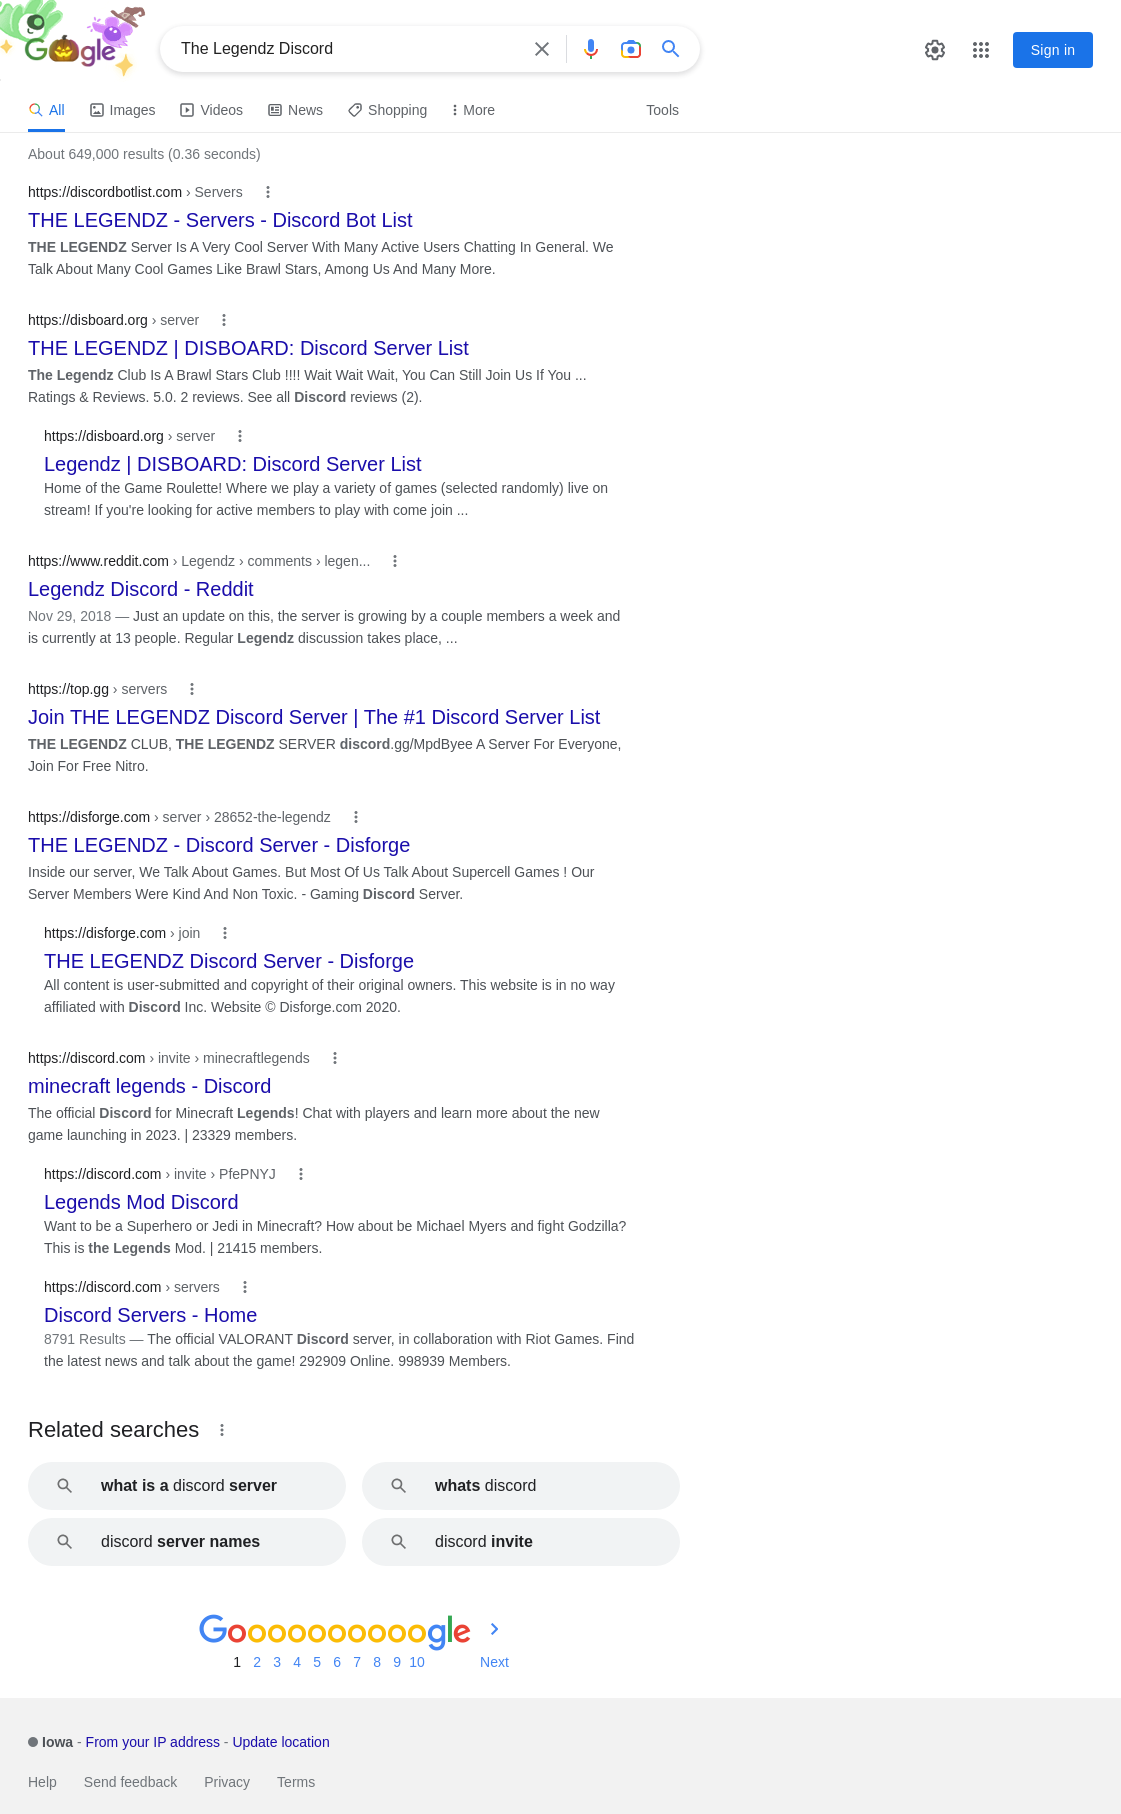 Google
The Legendz Discord
Sign in
All Images Videos News Shopping More Tools
About 649,000 results (0.36 seconds)
https://discordbotlist.com › Servers
THE LEGENDZ - Servers - Discord Bot List
THE LEGENDZ Server Is A Very Cool Server With Many Active Users Chatting In General. We
Talk About Many Cool Games Like Brawl Stars, Among Us And Many More.
https://disboard.org › server
THE LEGENDZ | DISBOARD: Discord Server List
The Legendz Club Is A Brawl Stars Club !!!! Wait Wait Wait, You Can Still Join Us If You ...
Ratings & Reviews. 5.0. 2 reviews. See all Discord reviews (2).
https://disboard.org › server
Legendz | DISBOARD: Discord Server List
Home of the Game Roulette! Where we play a variety of games (selected randomly) live on
stream! If you're looking for active members to play with come join ...
https://www.reddit.com › Legendz › comments › legen...
Legendz Discord - Reddit
Nov 29, 2018 — Just an update on this, the server is growing by a couple members a week and
is currently at 13 people. Regular Legendz discussion takes place, ...
https://top.gg › servers
Join THE LEGENDZ Discord Server | The #1 Discord Server List
THE LEGENDZ CLUB, THE LEGENDZ SERVER discord.gg/MpdByee A Server For Everyone,
Join For Free Nitro.
https://disforge.com › server › 28652-the-legendz
THE LEGENDZ - Discord Server - Disforge
Inside our server, We Talk About Games. But Most Of Us Talk About Supercell Games ! Our
Server Members Were Kind And Non Toxic. - Gaming Discord Server.
https://disforge.com › join
THE LEGENDZ Discord Server - Disforge
All content is user-submitted and copyright of their original owners. This website is in no way
affiliated with Discord Inc. Website © Disforge.com 2020.
https://discord.com › invite › minecraftlegends
minecraft legends - Discord
The official Discord for Minecraft Legends! Chat with players and learn more about the new
game launching in 2023. | 23329 members.
https://discord.com › invite › PfePNYJ
Legends Mod Discord
Want to be a Superhero or Jedi in Minecraft? How about be Michael Myers and fight Godzilla?
This is the Legends Mod. | 21415 members.
https://discord.com › servers
Discord Servers - Home
8791 Results — The official VALORANT Discord server, in collaboration with Riot Games. Find
the latest news and talk about the game! 292909 Online. 998939 Members.
Related searches
what is a discord server
whats discord
discord server names
discord invite
Goooooooooogle
1 2 3 4 5 6 7 8 9 10 Next
Iowa - From your IP address - Update location
Help Send feedback Privacy Terms